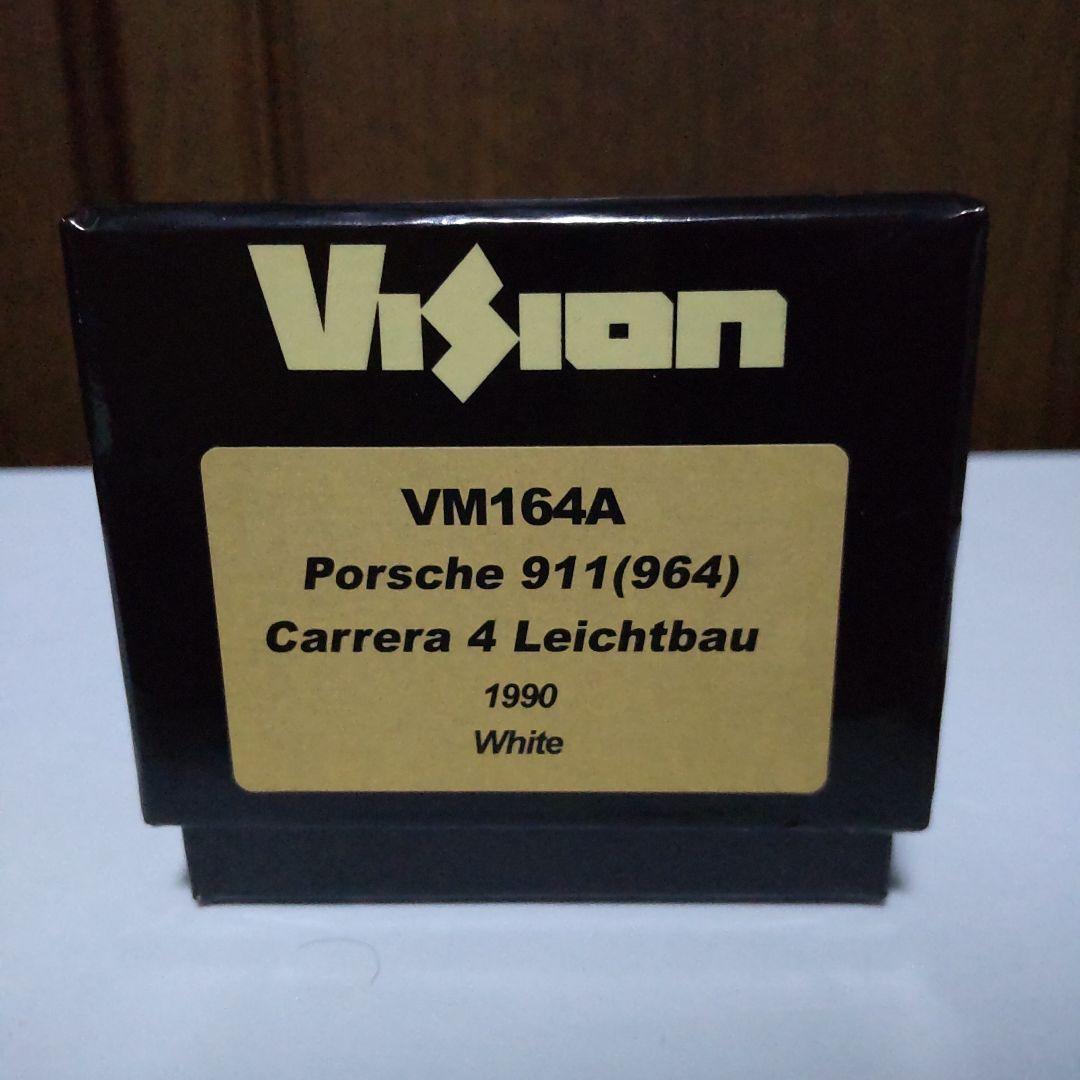 Vision
VM164A
Porsche 911(964)
Carrera 4 Leichtbau
1990
White